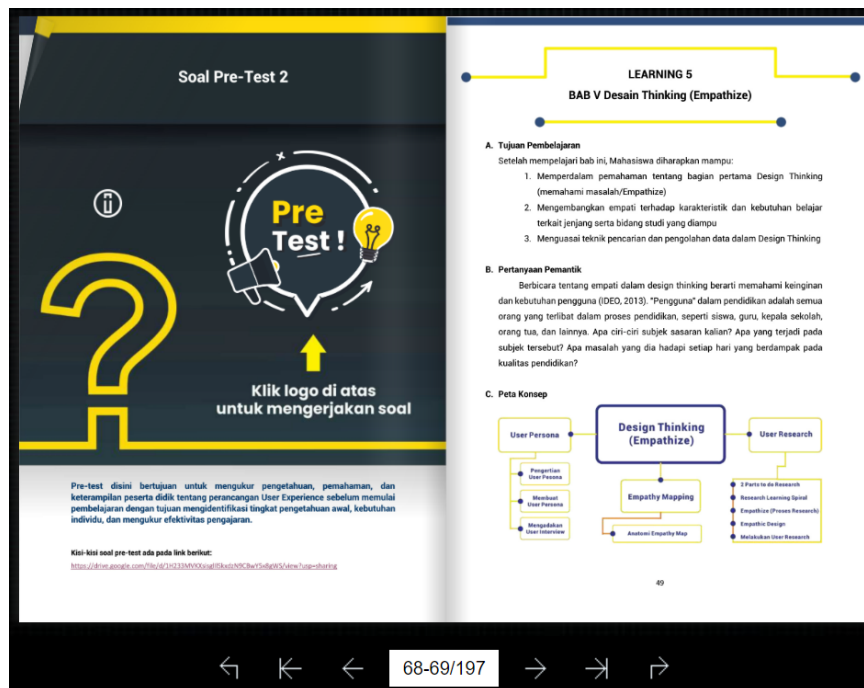 Soal Pre-Test 2
Pre
Test !
Klik logo di atas
untuk mengerjakan soal
Pre-test disini bertujuan untuk mengukur pengetahuan, pemahaman, dan
keterampilan peserta didik tentang perancangan User Experience sebelum memulai
pembelajaran dengan tujuan mengidentifikasi tingkat pengetahuan awal, kebutuhan
individu, dan mengukur efektivitas pengajaran.
Kisi-kisi soal pre-test ada pada link berikut:
LEARNING 5
BAB V Desain Thinking (Empathize)
A. Tujuan Pembelajaran
Setelah mempelajari bab ini, Mahasiswa diharapkan mampu:
1. Memperdalam pemahaman tentang bagian pertama Design Thinking
(memahami masalah/Empathize)
2. Mengembangkan empati terhadap karakteristik dan kebutuhan belajar
terkait jenjang serta bidang studi yang diampu
3. Menguasai teknik pencarian dan pengolahan data dalam Design Thinking
B. Pertanyaan Pemantik
Berbicara tentang empati dalam design thinking berarti memahami keinginan
dan kebutuhan pengguna (IDEO, 2013). "Pengguna" dalam pendidikan adalah semua
orang yang terlibat dalam proses pendidikan, seperti siswa, guru, kepala sekolah,
orang tua, dan lainnya. Apa ciri-ciri subjek sasaran kalian? Apa yang terjadi pada
subjek tersebut? Apa masalah yang dia hadapi setiap hari yang berdampak pada
kualitas pendidikan?
C. Peta Konsep
Design Thinking
(Empathize)
User Persona
Pengertian
User Pesona
Membuat
User Persona
Mengadakan
User Interview
Empathy Mapping
Anatomi Empathy Map
User Research
2 Parts to do Research
Research Learning Spiral
Empathize (Proses Research)
Empathic Design
Melakukan User Research
49
68-69/197